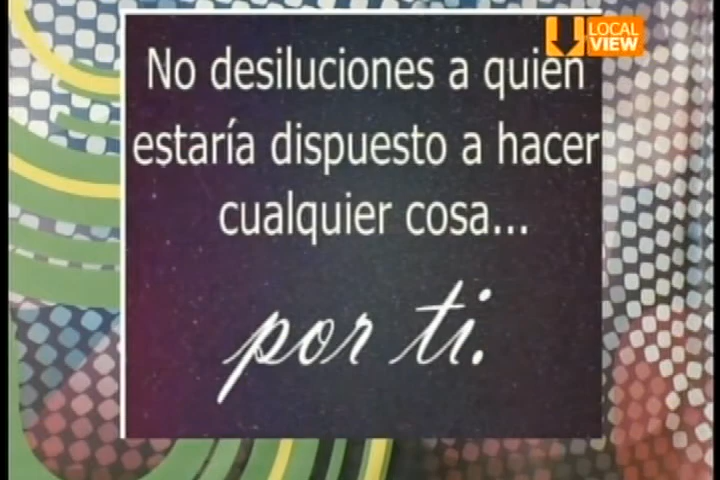 LOCAL
VIEW
No desiluciones a quien
estaría dispuesto a hacer
cualquier cosa...
por ti.